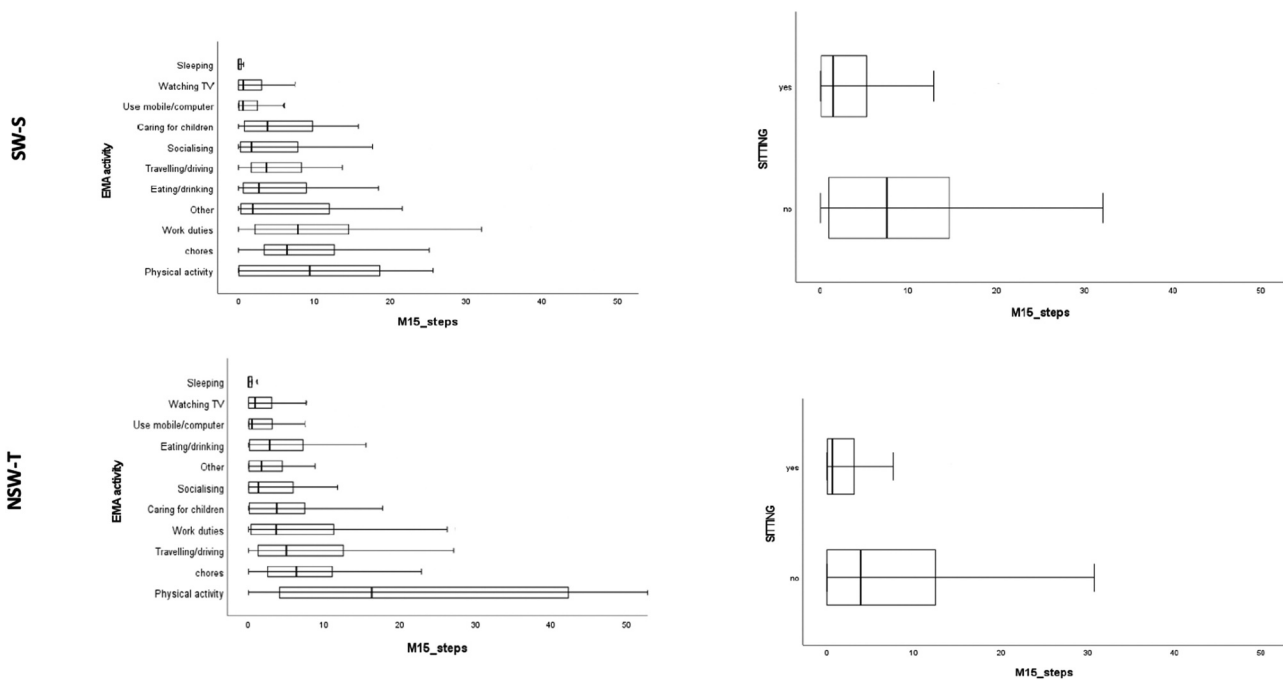 SW-S
EMA activity
Sleeping
Watching TV
Use mobile/computer
Caring for children
Socialising
Travelling/driving
Eating/drinking
Other
Work duties
chores
Physical activity
0 10 20 30 40 50
M15_steps
SITTING
yes
no
0 10 20 30 40 50
M15_steps
NSW-T
EMA activity
Sleeping
Watching TV
Use mobile/computer
Eating/drinking
Other
Socialising
Caring for children
Work duties
Travelling/driving
chores
Physical activity
0 10 20 30 40 50
M15_steps
SITTING
yes
no
0 10 20 30 40 50
M15_steps